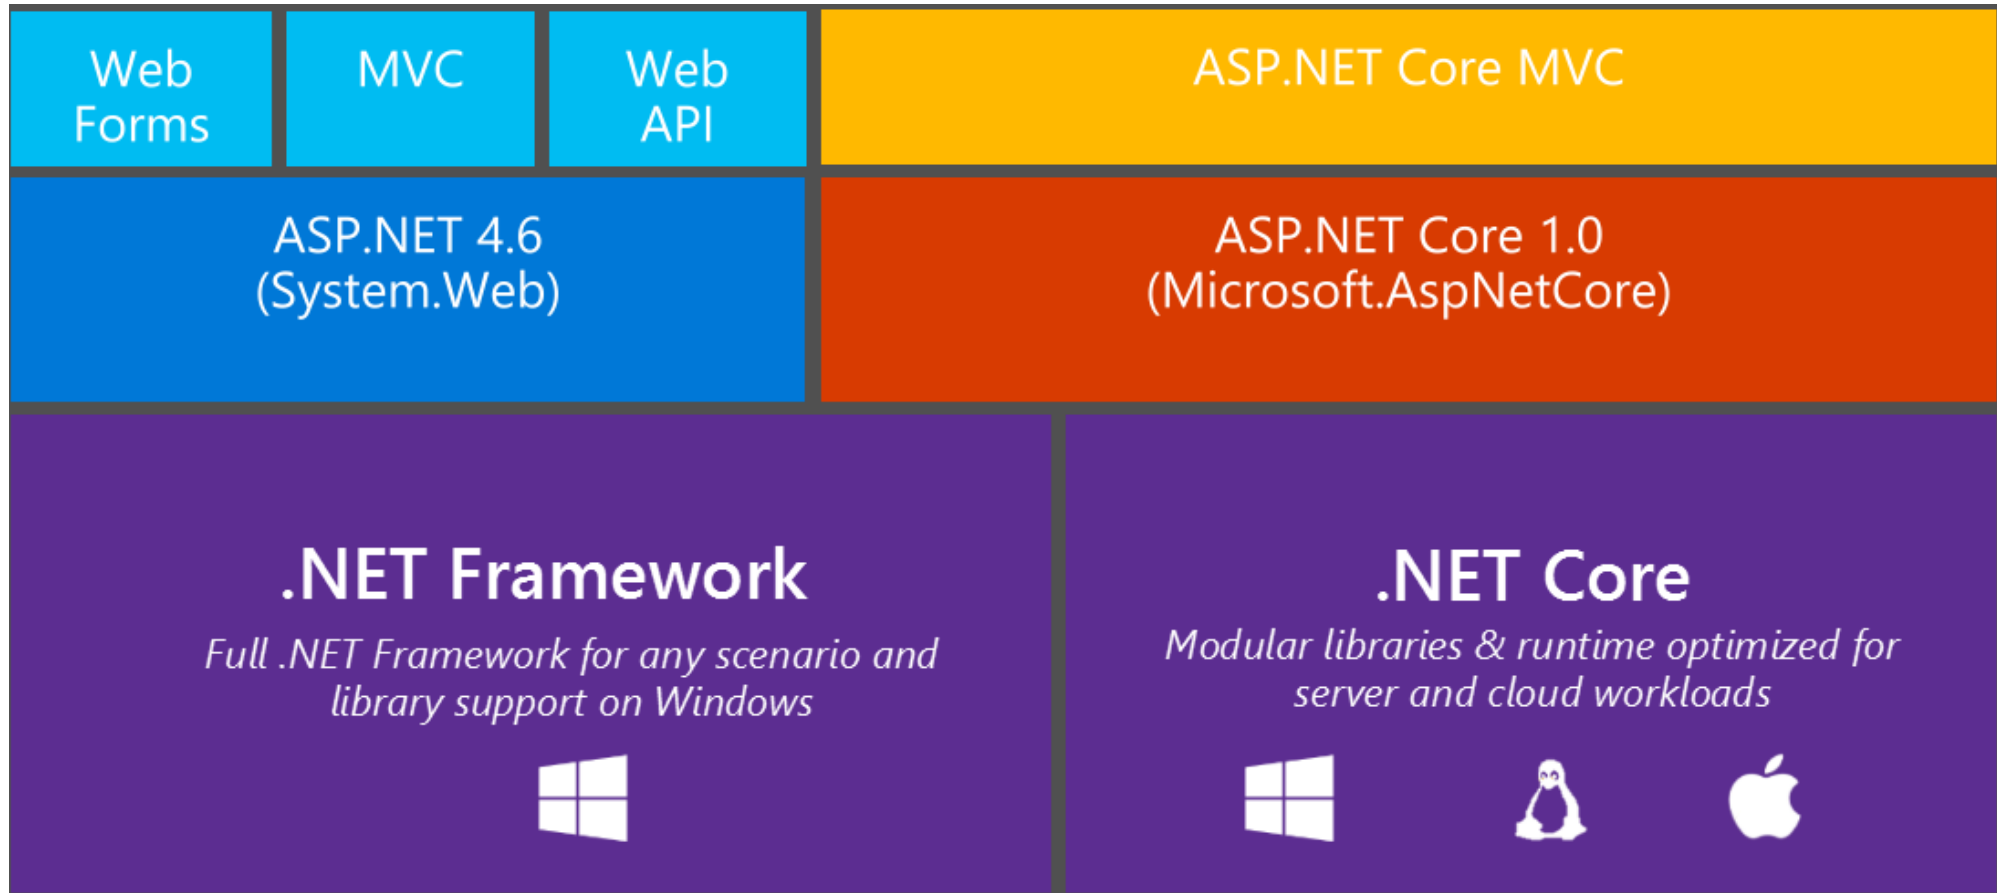 Web
Forms
MVC
Web
API
ASP.NET Core MVC
ASP.NET 4.6
(System.Web)
ASP.NET Core 1.0
(Microsoft.AspNetCore)
.NET Framework
Full .NET Framework for any scenario and
library support on Windows
.NET Core
Modular libraries & runtime optimized for
server and cloud workloads